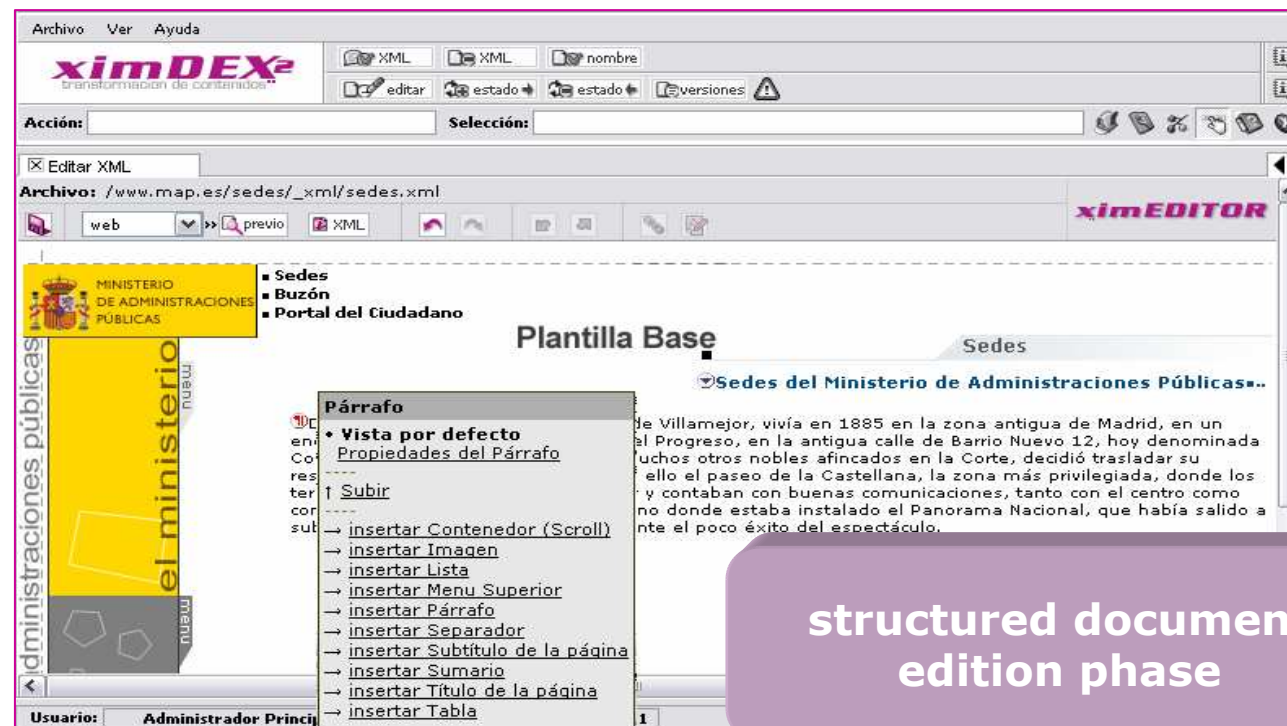 Archivo Ver Ayuda
ximDEX2
transformación de contenidos
XML XML nombre
editar estado estado versiones
Acción: Selección:
Editar XML
Archivo: /www.map.es/sedes/_xml/sedes.xml
web previo XML
ximEDITOR
MINISTERIO
DE ADMINISTRACIONES
PÚBLICAS
Sedes
Buzón
Portal del Ciudadano
Plantilla Base
Sedes
Sedes del Ministerio de Administraciones Públicas
administraciones públicas
el ministerio
menu
menu
de Villamejor, vivía en 1885 en la zona antigua de Madrid, en un
el Progreso, en la antigua calle de Barrio Nuevo 12, hoy denominada
uchos otros nobles afincados en la Corte, decidió trasladar su
ello el paseo de la Castellana, la zona más privilegiada, donde los
y contaban con buenas comunicaciones, tanto con el centro como
no donde estaba instalado el Panorama Nacional, que había salido a
nte el poco éxito del espectáculo.
Párrafo
• Vista por defecto
Propiedades del Párrafo
----
↑ Subir
----
→ insertar Contenedor (Scroll)
→ insertar Imagen
→ insertar Lista
→ insertar Menu Superior
→ insertar Párrafo
→ insertar Separador
→ insertar Subtítulo de la página
→ insertar Sumario
→ insertar Título de la página
→ insertar Tabla
structured documen
edition phase
Usuario: Administrador Princip 1